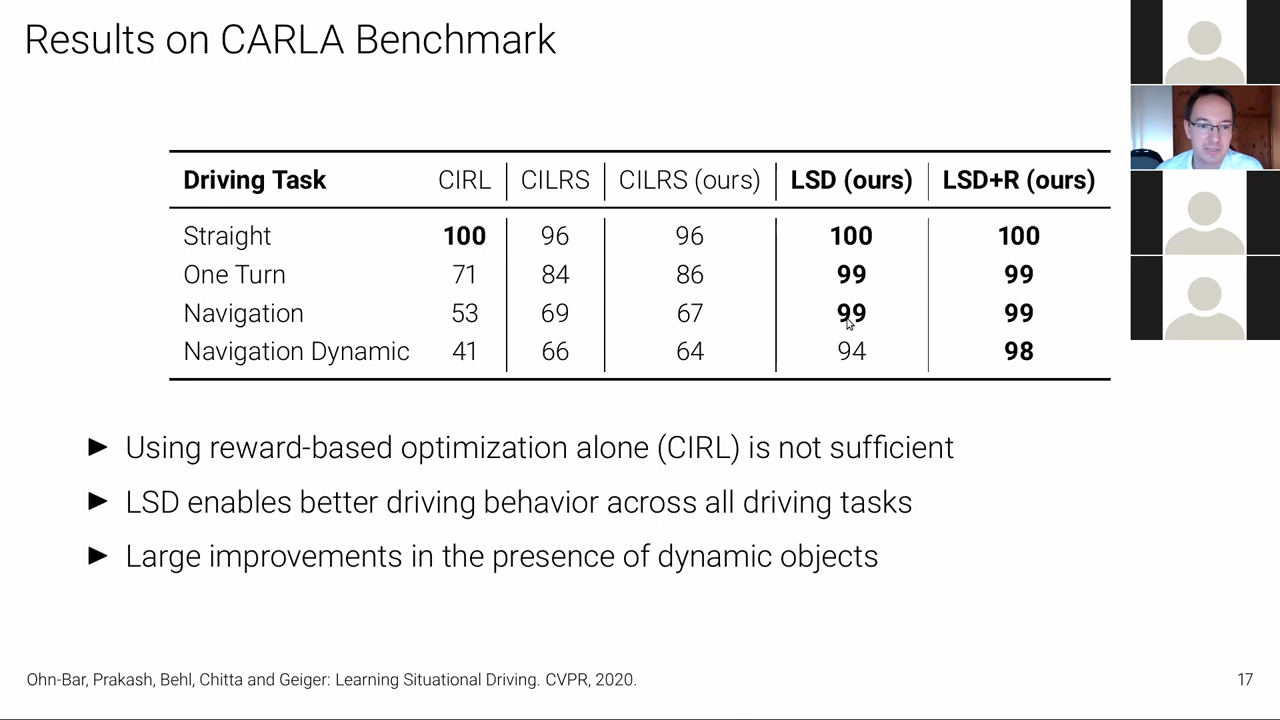 Results on CARLA Benchmark
Driving Task CIRL CILRS CILRS (ours) LSD (ours) LSD+R (ours)
Straight 100 96 96 100 100
One Turn 71 84 86 99 99
Navigation 53 69 67 99 99
Navigation Dynamic 41 66 64 94 98
► Using reward-based optimization alone (CIRL) is not sufficient
► LSD enables better driving behavior across all driving tasks
► Large improvements in the presence of dynamic objects
Ohn-Bar, Prakash, Behl, Chitta and Geiger: Learning Situational Driving. CVPR, 2020.
17